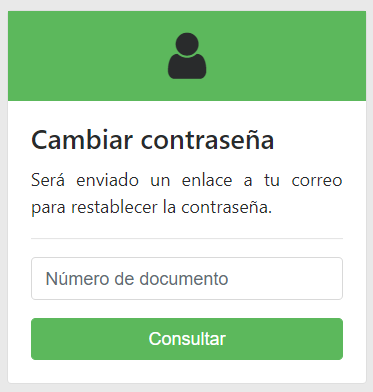 Cambiar contraseña
Será enviado un enlace a tu correo
para restablecer la contraseña.
Número de documento
Consultar